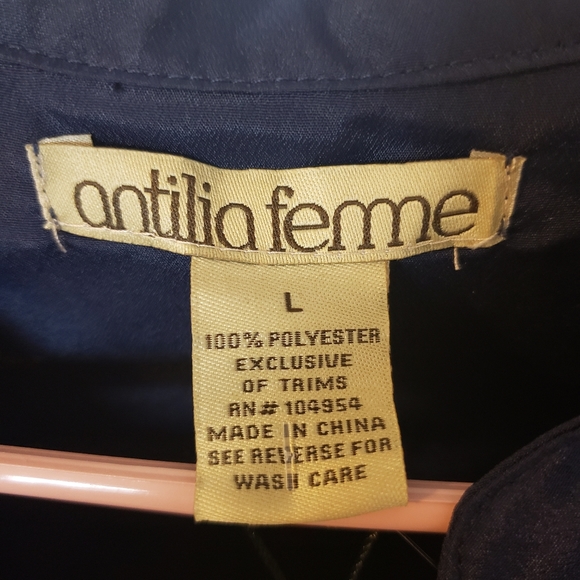 antilia femme
L
100% POLYESTER
EXCLUSIVE
OF TRIMS
RN# 104954
MADE IN CHINA
SEE REVERSE FOR
WASH CARE